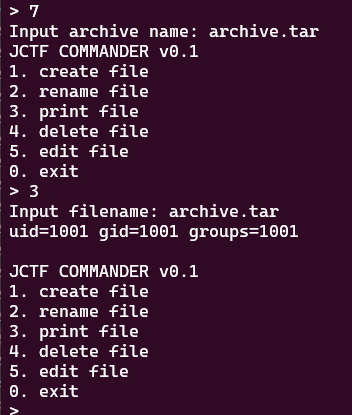 > 7
Input archive name: archive.tar
JCTF COMMANDER v0.1
1. create file
2. rename file
3. print file
4. delete file
5. edit file
0. exit
> 3
Input filename: archive.tar
uid=1001 gid=1001 groups=1001
JCTF COMMANDER v0.1
1. create file
2. rename file
3. print file
4. delete file
5. edit file
0. exit
>